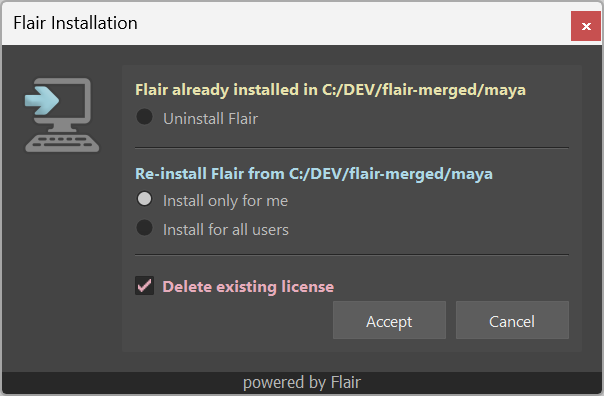 Flair Installation
Flair already installed in C:/DEV/flair-merged/maya
Uninstall Flair
Re-install Flair from C:/DEV/flair-merged/maya
Install only for me
Install for all users
Delete existing license
Accept Cancel
powered by Flair